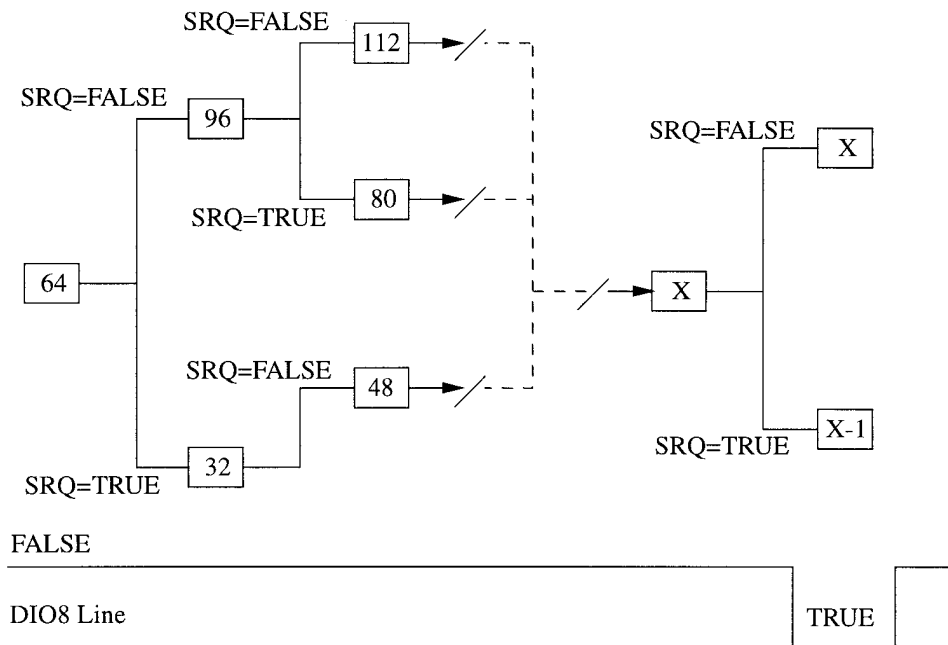 SRQ=FALSE
112
SRQ=FALSE
96
SRQ=FALSE
X
SRQ=TRUE
80
64
X
SRQ=FALSE
48
X-1
SRQ=TRUE
32
SRQ=TRUE
FALSE
DIO8 Line
TRUE